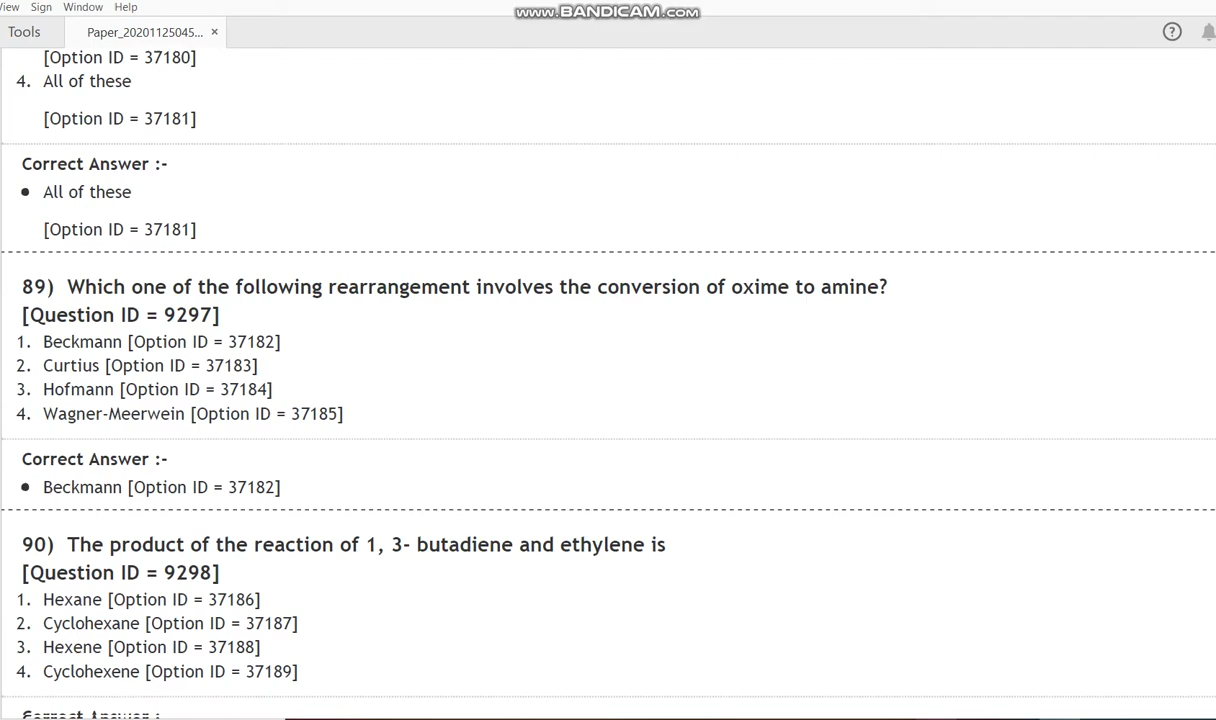 View Sign Window Help
www.BANDICAM.com
Tools Paper_20201125045... × ?
[Option ID = 37180]
4. All of these
[Option ID = 37181]
Correct Answer :-
• All of these
[Option ID = 37181]
89) Which one of the following rearrangement involves the conversion of oxime to amine?
[Question ID = 9297]
1. Beckmann [Option ID = 37182]
2. Curtius [Option ID = 37183]
3. Hofmann [Option ID = 37184]
4. Wagner-Meerwein [Option ID = 37185]
Correct Answer :-
• Beckmann [Option ID = 37182]
90) The product of the reaction of 1, 3- butadiene and ethylene is
[Question ID = 9298]
1. Hexane [Option ID = 37186]
2. Cyclohexane [Option ID = 37187]
3. Hexene [Option ID = 37188]
4. Cyclohexene [Option ID = 37189]
Correct Answer :-